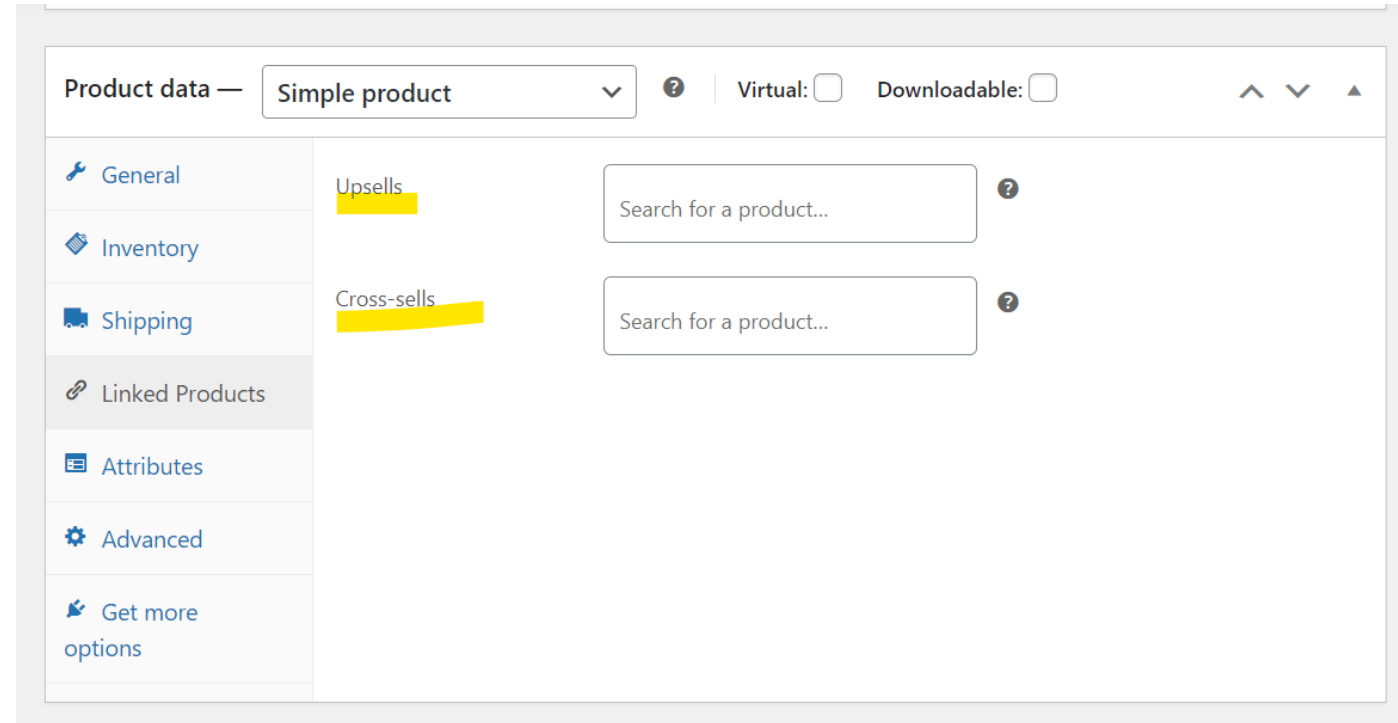 Product data — Simple product Virtual: Downloadable:
General
Inventory
Shipping
Linked Products
Attributes
Advanced
Get more
options
Upsells
Search for a product...
Cross-sells
Search for a product...